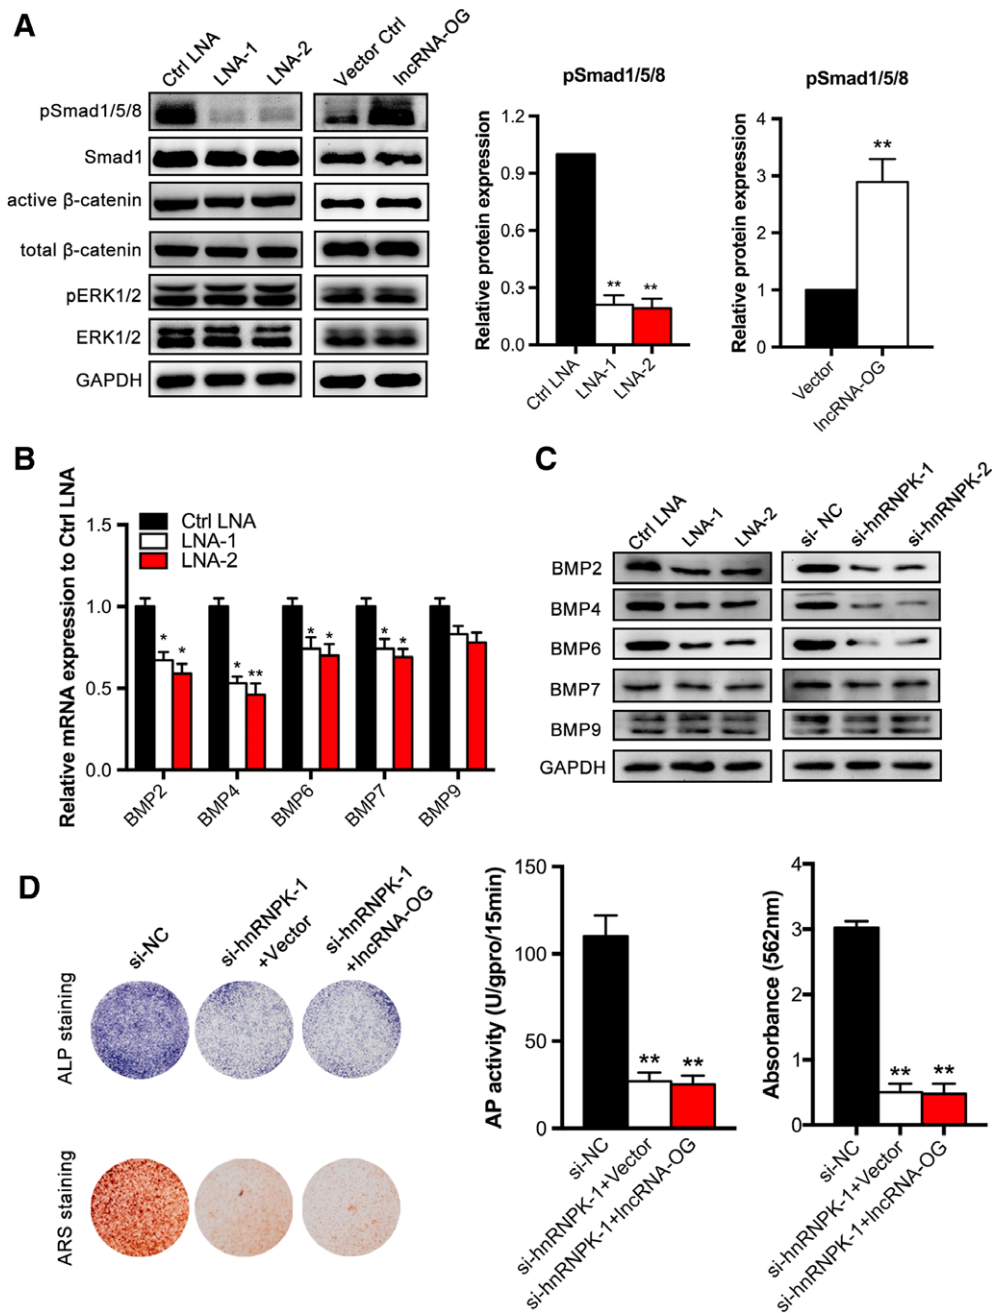 A
Ctrl LNA
LNA-1
LNA-2
Vector Ctrl
lncRNA-OG
pSmad1/5/8
Smad1
active β-catenin
total β-catenin
pERK1/2
ERK1/2
GAPDH
pSmad1/5/8
Relative protein expression
1.2
0.9
0.6
0.3
0.0
**
**
Ctrl LNA
LNA-1
LNA-2
pSmad1/5/8
Relative protein expression
4
3
2
1
0
**
Vector
lncRNA-OG
B
Relative mRNA expression to Ctrl LNA
1.5
1.0
0.5
0.0
Ctrl LNA
LNA-1
LNA-2
* *
* **
* *
* *
BMP2
BMP4
BMP6
BMP7
BMP9
C
Ctrl LNA
LNA-1
LNA-2
si- NC
si-hnRNPK-1
si-hnRNPK-2
BMP2
BMP4
BMP6
BMP7
BMP9
GAPDH
D
si-NC
si-hnRNPK-1
+Vector
si-hnRNPK-1
+lncRNA-OG
ALP staining
ARS staining
AP activity (U/gpro/15min)
150
100
50
0
**
**
si-NC
si-hnRNPK-1+Vector
si-hnRNPK-1+lncRNA-OG
Absorbance (562nm)
4
3
1
0
**
**
si-NC
si-hnRNPK-1+Vector
si-hnRNPK-1+lncRNA-OG